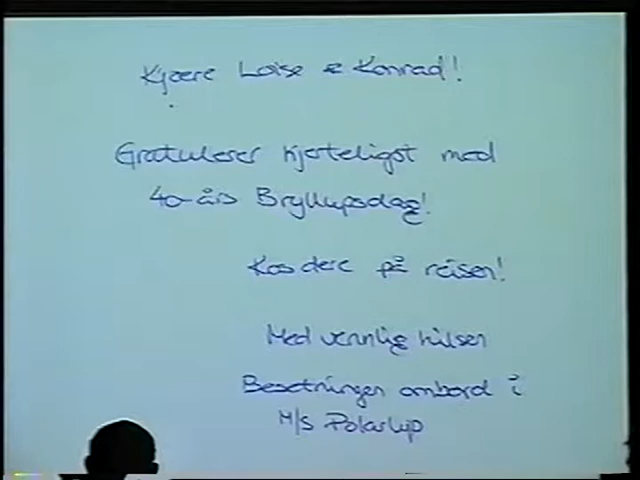 Kjære Loise & Konrad!
Gratulerer hjerteligst med
40-års Bryllupsdag!
Kos dere på reisen!
Med vennlig hilsen
Besetningen ombord i
M/S Polarlys